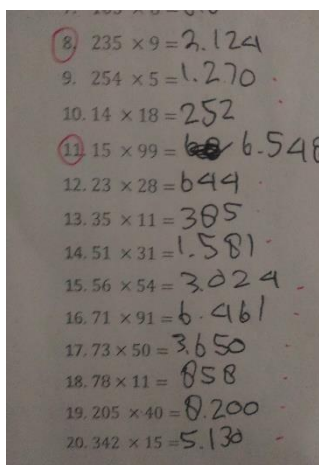 8. 235 × 9 = 2.124
9. 254 × 5 = 1.270
10. 14 × 18 = 252
11. 15 × 99 = 6.548
12. 23 × 28 = 644
13. 35 × 11 = 385
14. 51 × 31 = 1.581
15. 56 × 54 = 3.024
16. 71 × 91 = 6.461
17. 73 × 50 = 3.650
18. 78 × 11 = 858
19. 205 × 40 = 8.200
20. 342 × 15 = 5.130